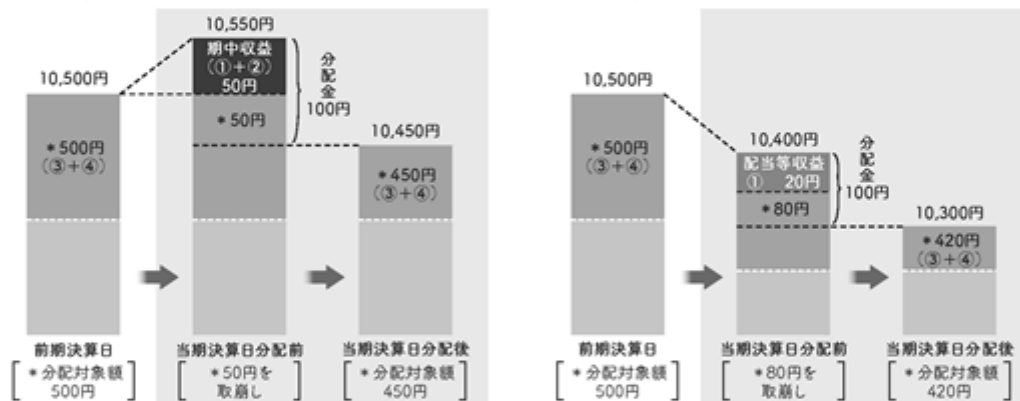 10,500円
*500円
(③+④)
前期決算日
*分配対象額
500円
10,550円
期中収益
(①+②)
50円
*50円
分配金
100円
当期決算日分配前
*50円を
取崩し
10,450円
*450円
(③+④)
当期決算日分配後
*分配対象額
450円
10,500円
*500円
(③+④)
前期決算日
*分配対象額
500円
10,400円
配当等収益
① 20円
*80円
分配金
100円
当期決算日分配前
*80円を
取崩し
10,300円
*420円
(③+④)
当期決算日分配後
*分配対象額
420円